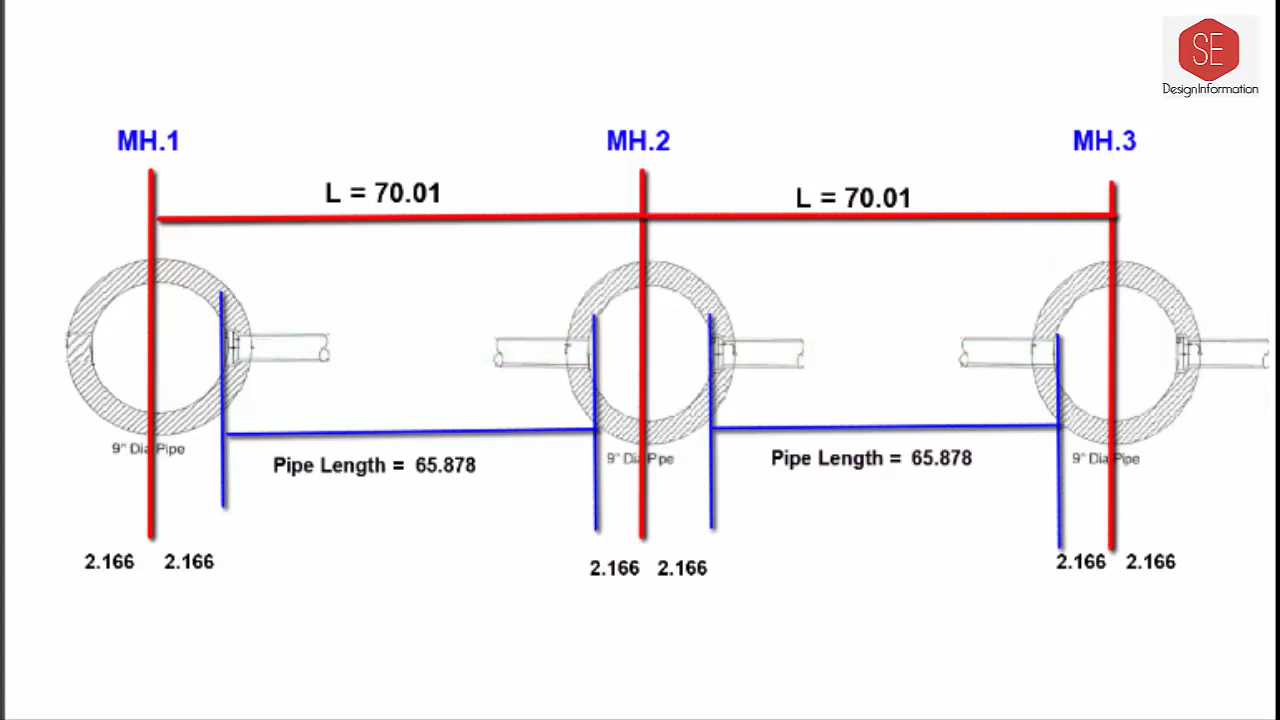 SE
DesignInformation
MH.1
MH.2
MH.3
L = 70.01
L = 70.01
9" Dia Pipe
9" Dia Pipe
9" Dia Pipe
Pipe Length = 65.878
Pipe Length = 65.878
2.166 2.166
2.166 2.166
2.166 2.166